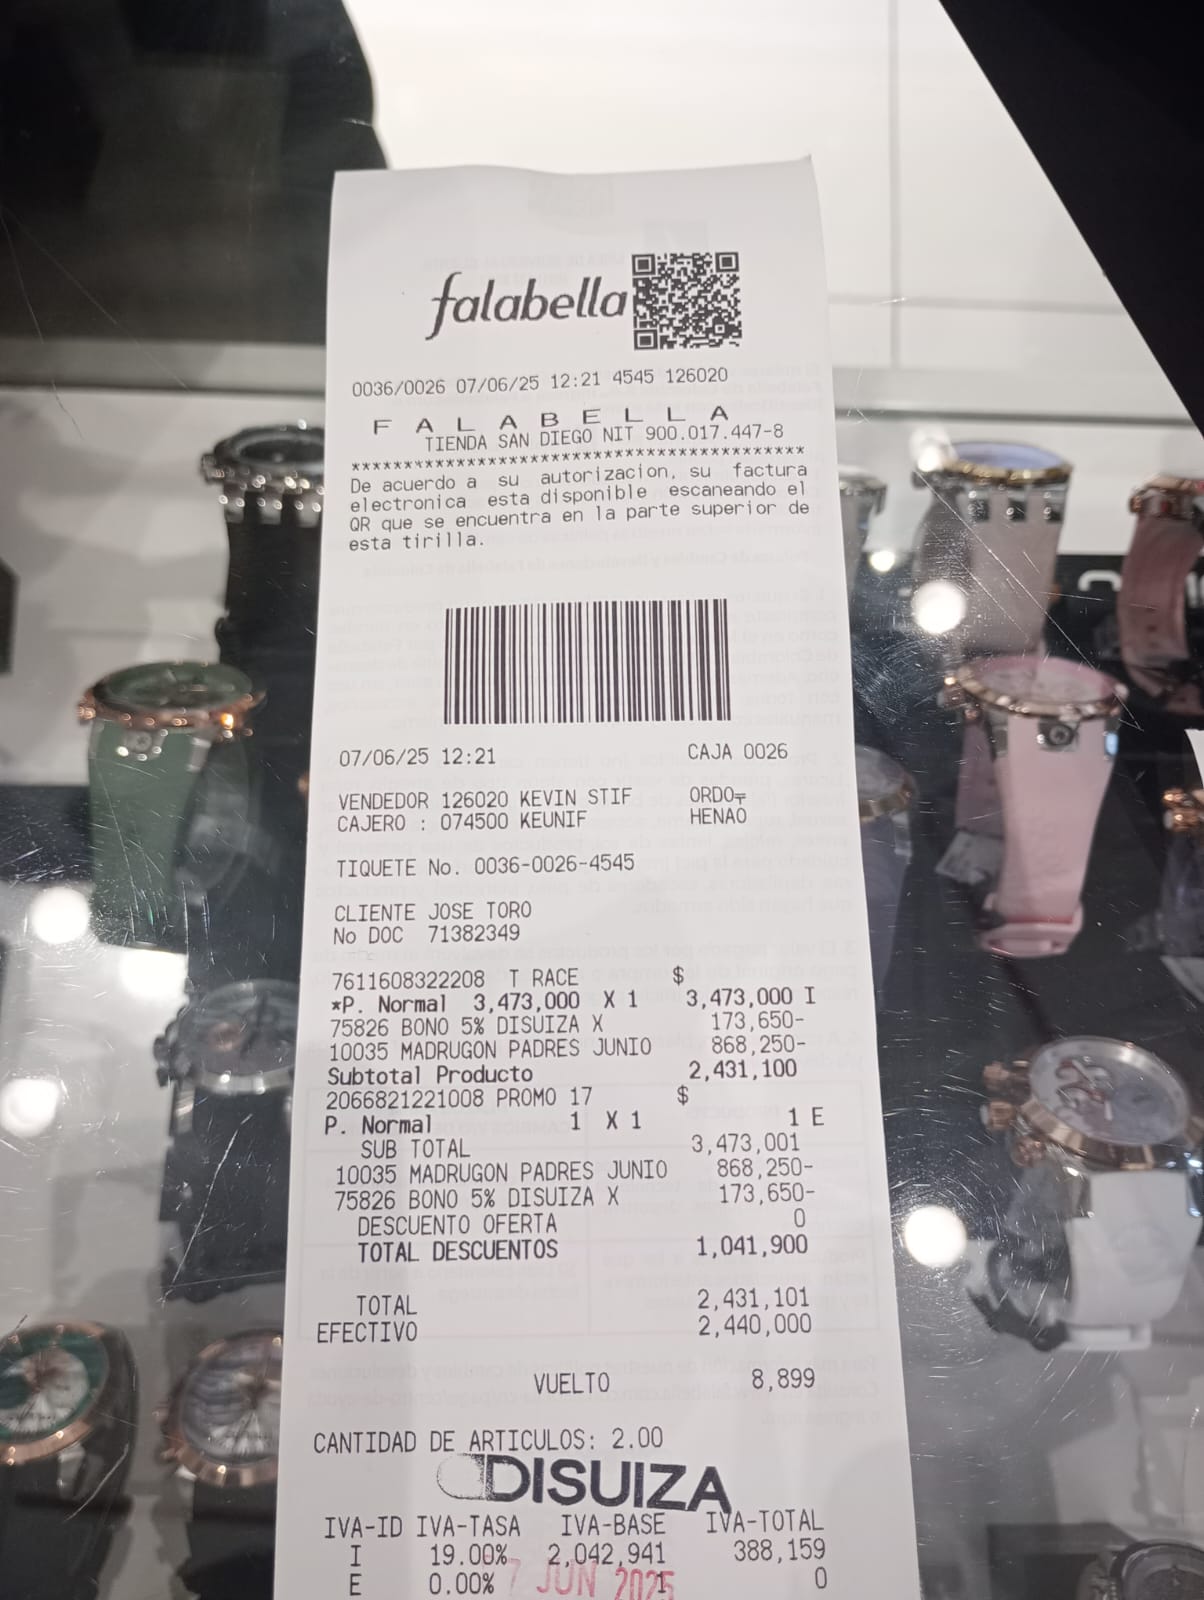 falabella
0036/0026 07/06/25 12:21 4545 126020
F A L A B E L L A
TIENDA SAN DIEGO NIT 900.017.447-8
*******************************************
De acuerdo a su autorizacion, su factura
electronica esta disponible escaneando el
QR que se encuentra en la parte superior de
esta tirilla.
07/06/25 12:21 CAJA 0026
VENDEDOR 126020 KEVIN STIF ORDO
CAJERO : 074500 KEUNIF HENAO
TIQUETE No. 0036-0026-4545
CLIENTE JOSE TORO
No DOC 71382349
7611608322208 T RACE $
*P. Normal 3,473,000 X 1 3,473,000 I
75826 BONO 5% DISUIZA X 173,650-
10035 MADRUGON PADRES JUNIO 868,250-
Subtotal Producto 2,431,100
2066821221008 PROMO 17 $
P. Normal 1 X 1 1 E
SUB TOTAL 3,473,001
10035 MADRUGON PADRES JUNIO 868,250-
75826 BONO 5% DISUIZA X 173,650-
DESCUENTO OFERTA 0
TOTAL DESCUENTOS 1,041,900
TOTAL 2,431,101
EFECTIVO 2,440,000
VUELTO 8,899
CANTIDAD DE ARTICULOS: 2.00
DISUIZA
IVA-ID IVA-TASA IVA-BASE IVA-TOTAL
I 19.00% 2,042,941 388,159
E 0.00% 1 0
7 JUN 2025